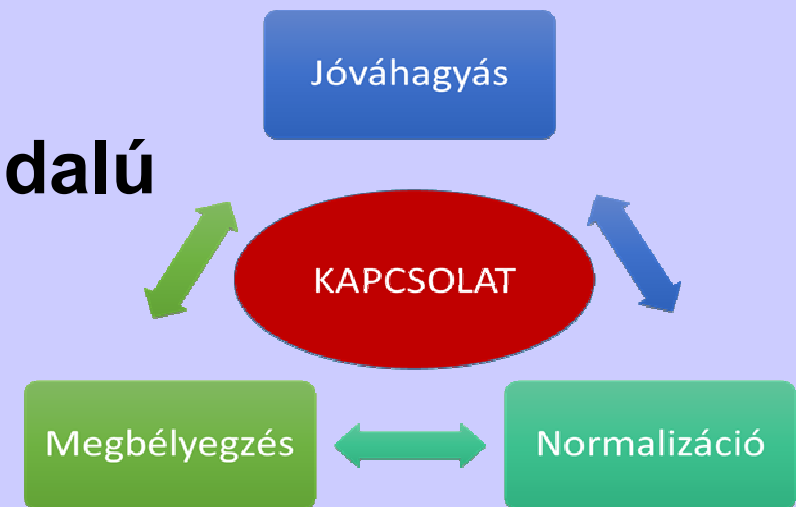 Jóváhagyás
dalú
KAPCSOLAT
Megbélyegzés
Normalizáció